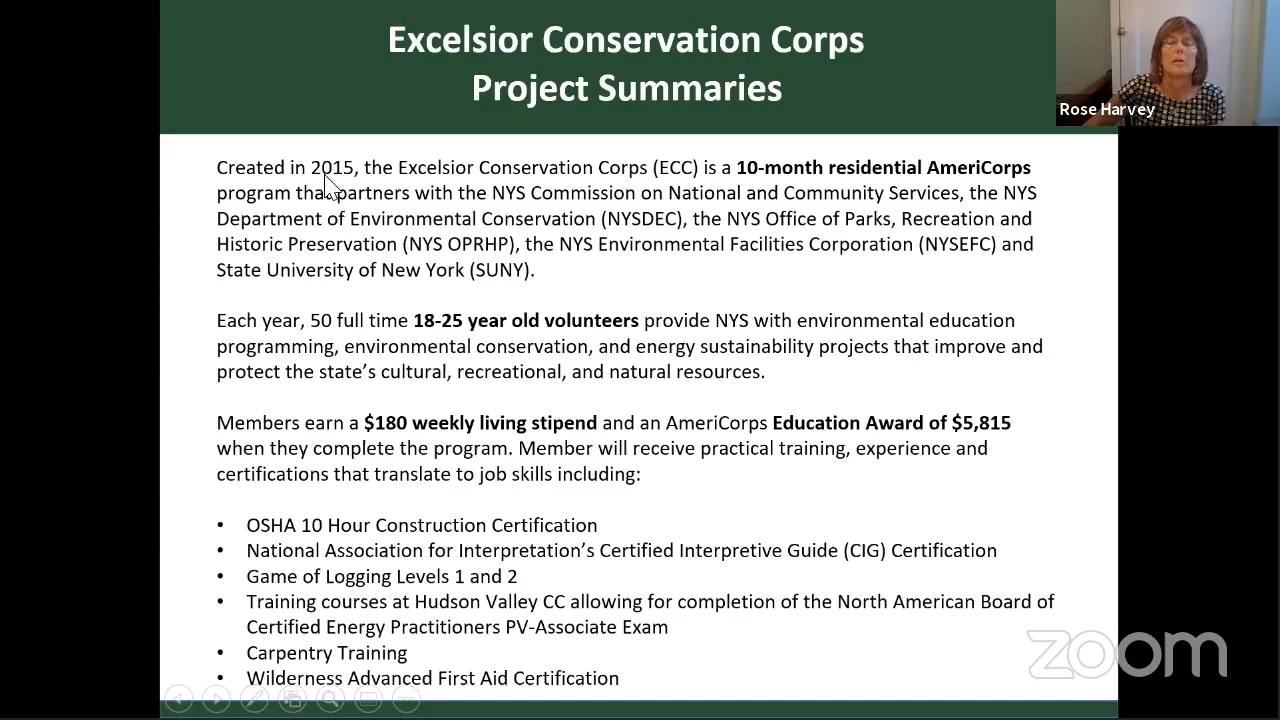 Excelsior Conservation Corps
Project Summaries
Rose Harvey
Created in 2015, the Excelsior Conservation Corps (ECC) is a 10-month residential AmeriCorps
program that partners with the NYS Commission on National and Community Services, the NYS
Department of Environmental Conservation (NYSDEC), the NYS Office of Parks, Recreation and
Historic Preservation (NYS OPRHP), the NYS Environmental Facilities Corporation (NYSEFC) and
State University of New York (SUNY).
Each year, 50 full time 18-25 year old volunteers provide NYS with environmental education
programming, environmental conservation, and energy sustainability projects that improve and
protect the state’s cultural, recreational, and natural resources.
Members earn a $180 weekly living stipend and an AmeriCorps Education Award of $5,815
when they complete the program. Member will receive practical training, experience and
certifications that translate to job skills including:
• OSHA 10 Hour Construction Certification
• National Association for Interpretation’s Certified Interpretive Guide (CIG) Certification
• Game of Logging Levels 1 and 2
• Training courses at Hudson Valley CC allowing for completion of the North American Board of
Certified Energy Practitioners PV-Associate Exam
• Carpentry Training
• Wilderness Advanced First Aid Certification
zoom